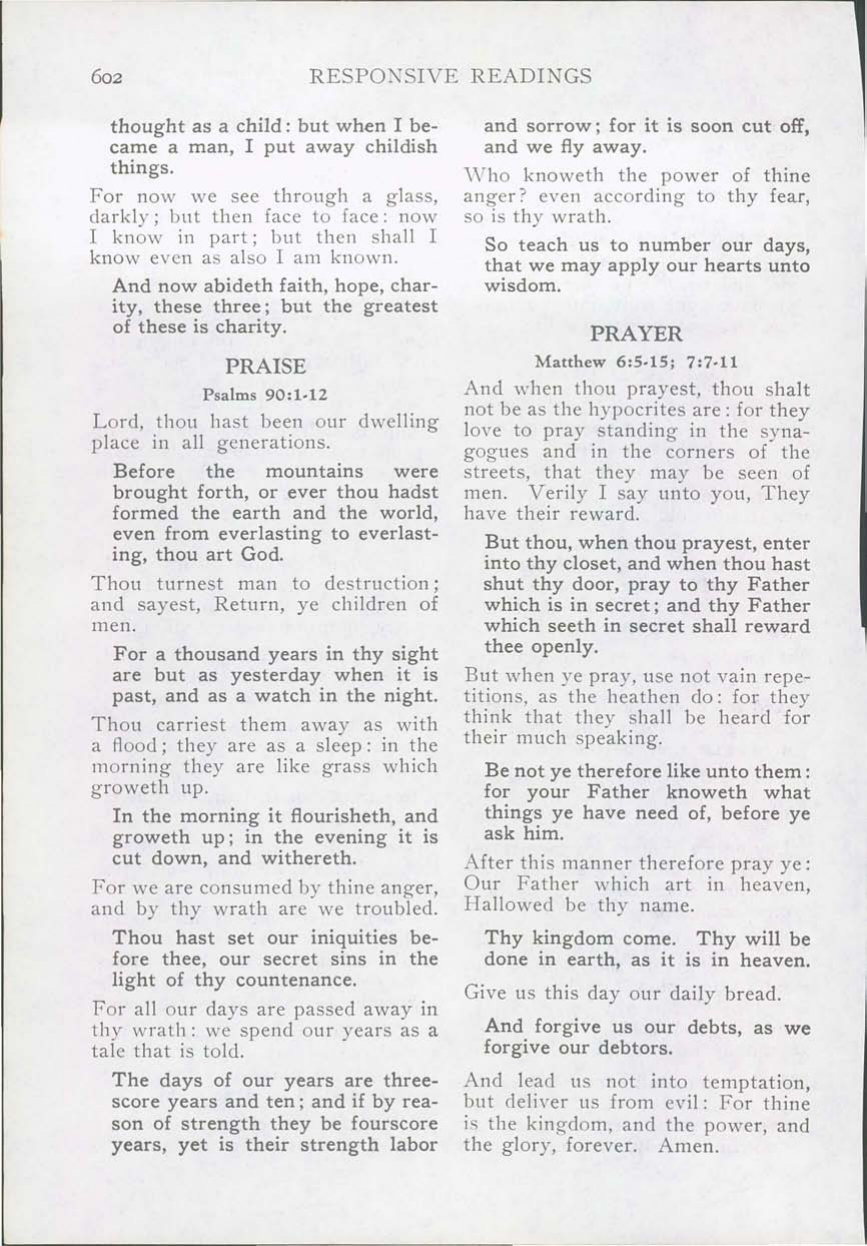 602
RESPONSIVE READINGS
thought as a child: but when I be-
came a man, I put away childish
things.
For now we see through a glass,
darkly; but then face to face: now
I know in part; but then shall I
know even as also I am known.
And now abideth faith, hope, char-
ity, these three; but the greatest
of these is charity.
PRAISE
Psalms 90:1-12
Lord, thou hast been our dwelling
place in all generations.
Before the mountains were
brought forth, or ever thou hadst
formed the earth and the world,
even from everlasting to everlast-
ing, thou art God.
Thou turnest man to destruction;
and sayest, Return, ye children of
men.
For a thousand years in thy sight
are but as yesterday when it is
past, and as a watch in the night.
Thou carriest them away as with
a flood; they are as a sleep: in the
morning they are like grass which
groweth up.
In the morning it flourisheth, and
groweth up; in the evening it is
cut down, and withereth.
For we are consumed by thine anger,
and by thy wrath are we troubled.
Thou hast set our iniquities be-
fore thee, our secret sins in the
light of thy countenance.
For all our days are passed away in
thy wrath: we spend our years as a
tale that is told.
The days of our years are three-
score years and ten; and if by rea-
son of strength they be fourscore
years, yet is their strength labor
and sorrow; for it is soon cut off,
and we fly away.
Who knoweth the power of thine
anger? even according to thy fear,
so is thy wrath.
So teach us to number our days,
that we may apply our hearts unto
wisdom.
PRAYER
Matthew 6:5-15; 7:7-11
And when thou prayest, thou shalt
not be as the hypocrites are: for they
love to pray standing in the syna-
gogues and in the corners of the
streets, that they may be seen of
men. Verily I say unto you, They
have their reward.
But thou, when thou prayest, enter
into thy closet, and when thou hast
shut thy door, pray to thy Father
which is in secret; and thy Father
which seeth in secret shall reward
thee openly.
But when ye pray, use not vain repe-
titions, as the heathen do: for they
think that they shall be heard for
their much speaking.
Be not ye therefore like unto them:
for your Father knoweth what
things ye have need of, before ye
ask him.
After this manner therefore pray ye:
Our Father which art in heaven,
Hallowed be thy name.
Thy kingdom come. Thy will be
done in earth, as it is in heaven.
Give us this day our daily bread.
And forgive us our debts, as we
forgive our debtors.
And lead us not into temptation,
but deliver us from evil: For thine
is the kingdom, and the power, and
the glory, forever. Amen.